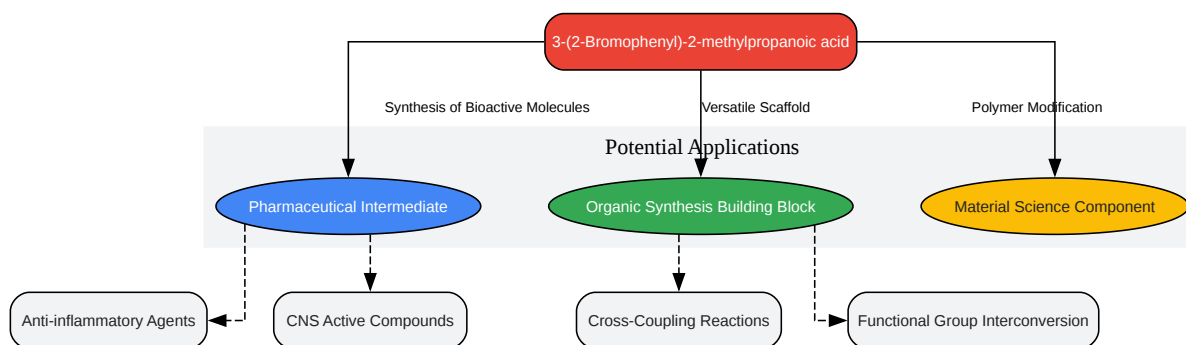 3-(2-Bromophenyl)-2-methylpropanoic acid
Synthesis of Bioactive Molecules
Versatile Scaffold
Polymer Modification
Potential Applications
Pharmaceutical Intermediate
Organic Synthesis Building Block
Material Science Component
Anti-inflammatory Agents
CNS Active Compounds
Cross-Coupling Reactions
Functional Group Interconversion